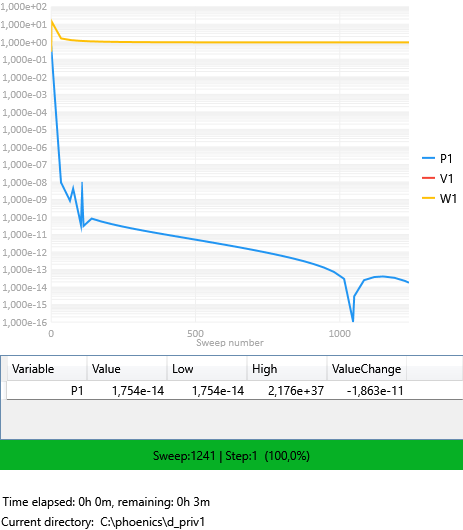 1,000e+02
1,000e+01
1,000e+00
1,000e-01
1,000e-02
1,000e-03
1,000e-04
1,000e-05
1,000e-06
1,000e-07
1,000e-08
1,000e-09
1,000e-10
1,000e-11
1,000e-12
1,000e-13
1,000e-14
1,000e-15
1,000e-16
0 500 1000
Sweep number
P1
V1
W1
Variable Value Low High ValueChange
P1 1,754e-14 1,754e-14 2,176e+37 -1,863e-11
Sweep:1241 | Step:1 (100,0%)
Time elapsed: 0h 0m, remaining: 0h 3m
Current directory: C:\phoenics\d_priv1